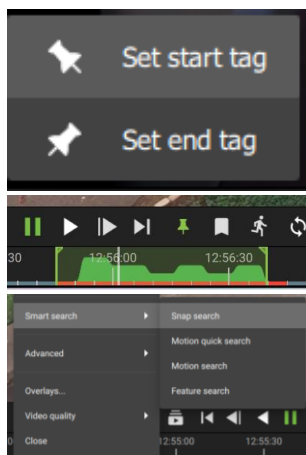 Set start tag
Set end tag
30 12:56:00 12:56:30
Smart search
Snap search
Motion quick search
Advanced
Motion search
Overlays...
Feature search
Video quality
Close
12:55:00 12:55:30